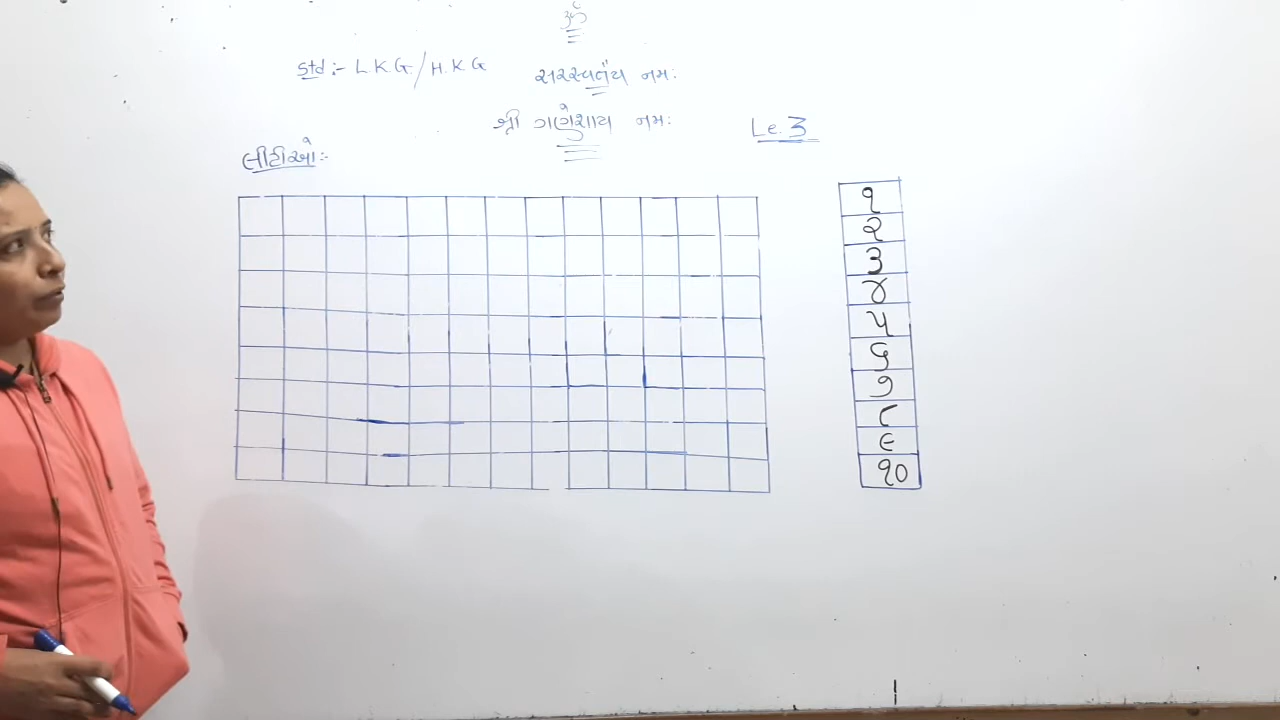 ૐ
Std :- L.K.G. / H.K.G
સરસ્વતૈય નમઃ
શ્રી ગણેશાય નમઃ
Le. 3
લીટીઓ :-
૧
૨
૩
૪
૫
૬
૭
૮
૯
૧૦